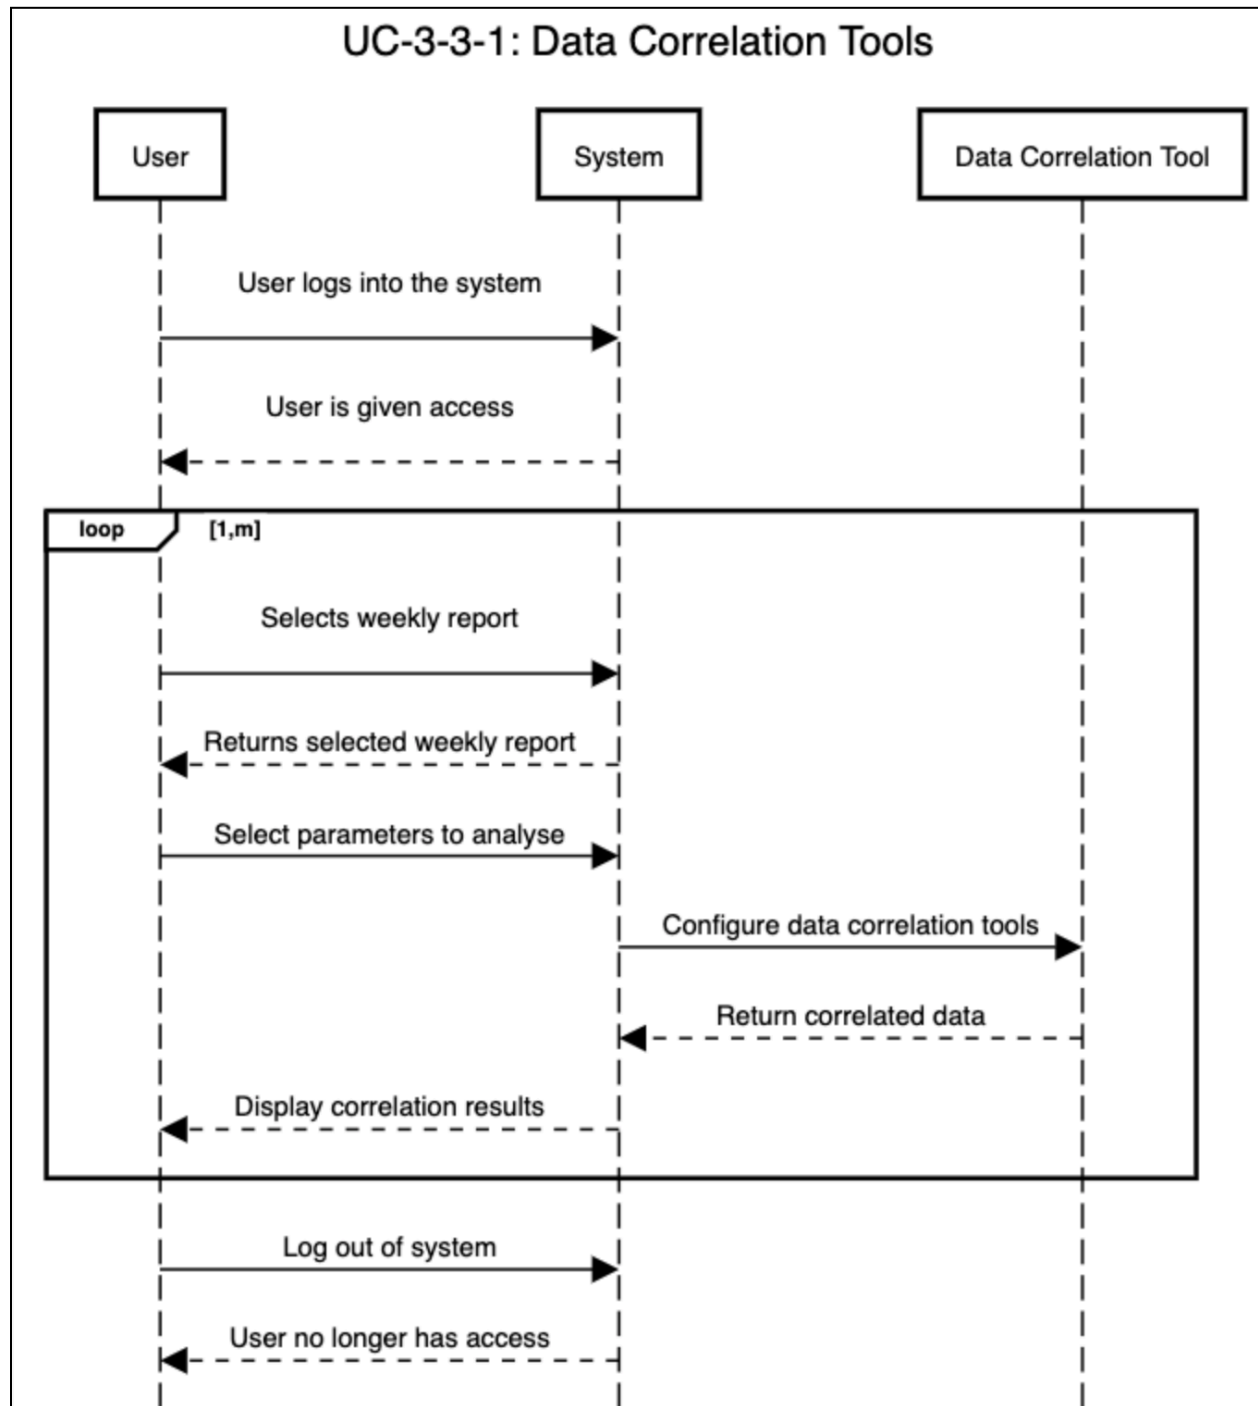 UC-3-3-1: Data Correlation Tools
User
System
Data Correlation Tool
User logs into the system
User is given access
loop [1,m]
Selects weekly report
Returns selected weekly report
Select parameters to analyse
Configure data correlation tools
Return correlated data
Display correlation results
Log out of system
User no longer has access